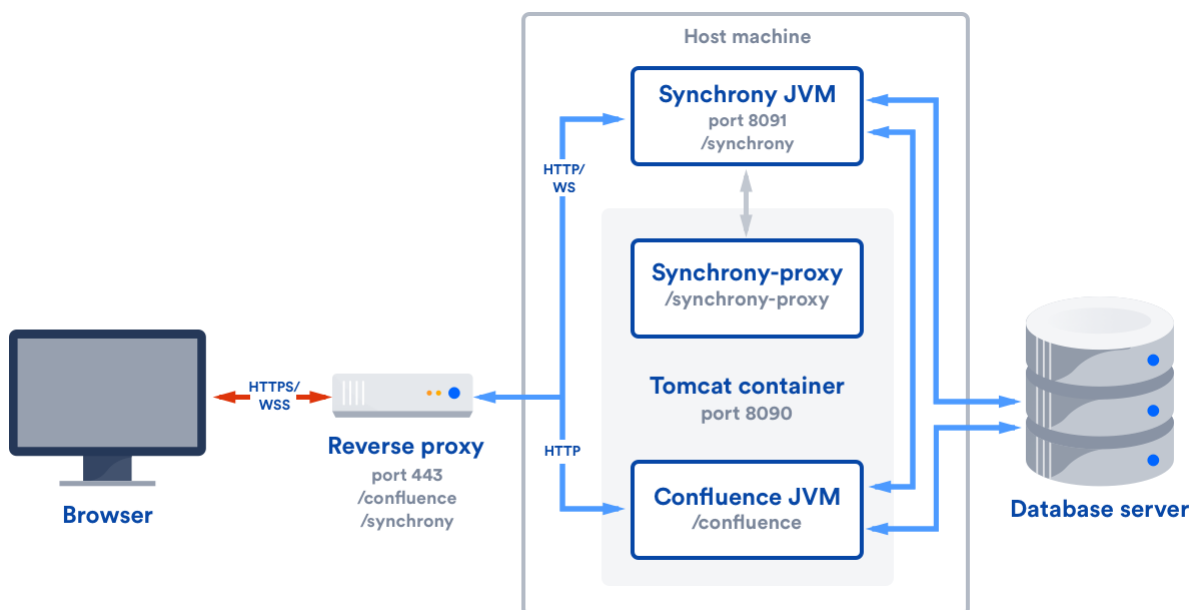 Host machine
Synchrony JVM
port 8091
/synchrony
HTTP/
WS
Synchrony-proxy
/synchrony-proxy
Tomcat container
port 8090
HTTPS/
WSS
Reverse proxy
port 443
/confluence
/synchrony
HTTP
Confluence JVM
/confluence
Browser
Database server